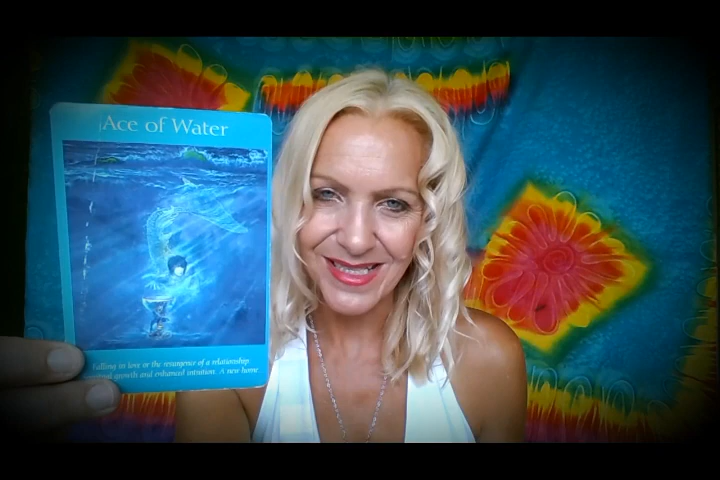 Ace of Water
Falling in love or the resurgence of a relationship
growth and enhanced intuition. A new home